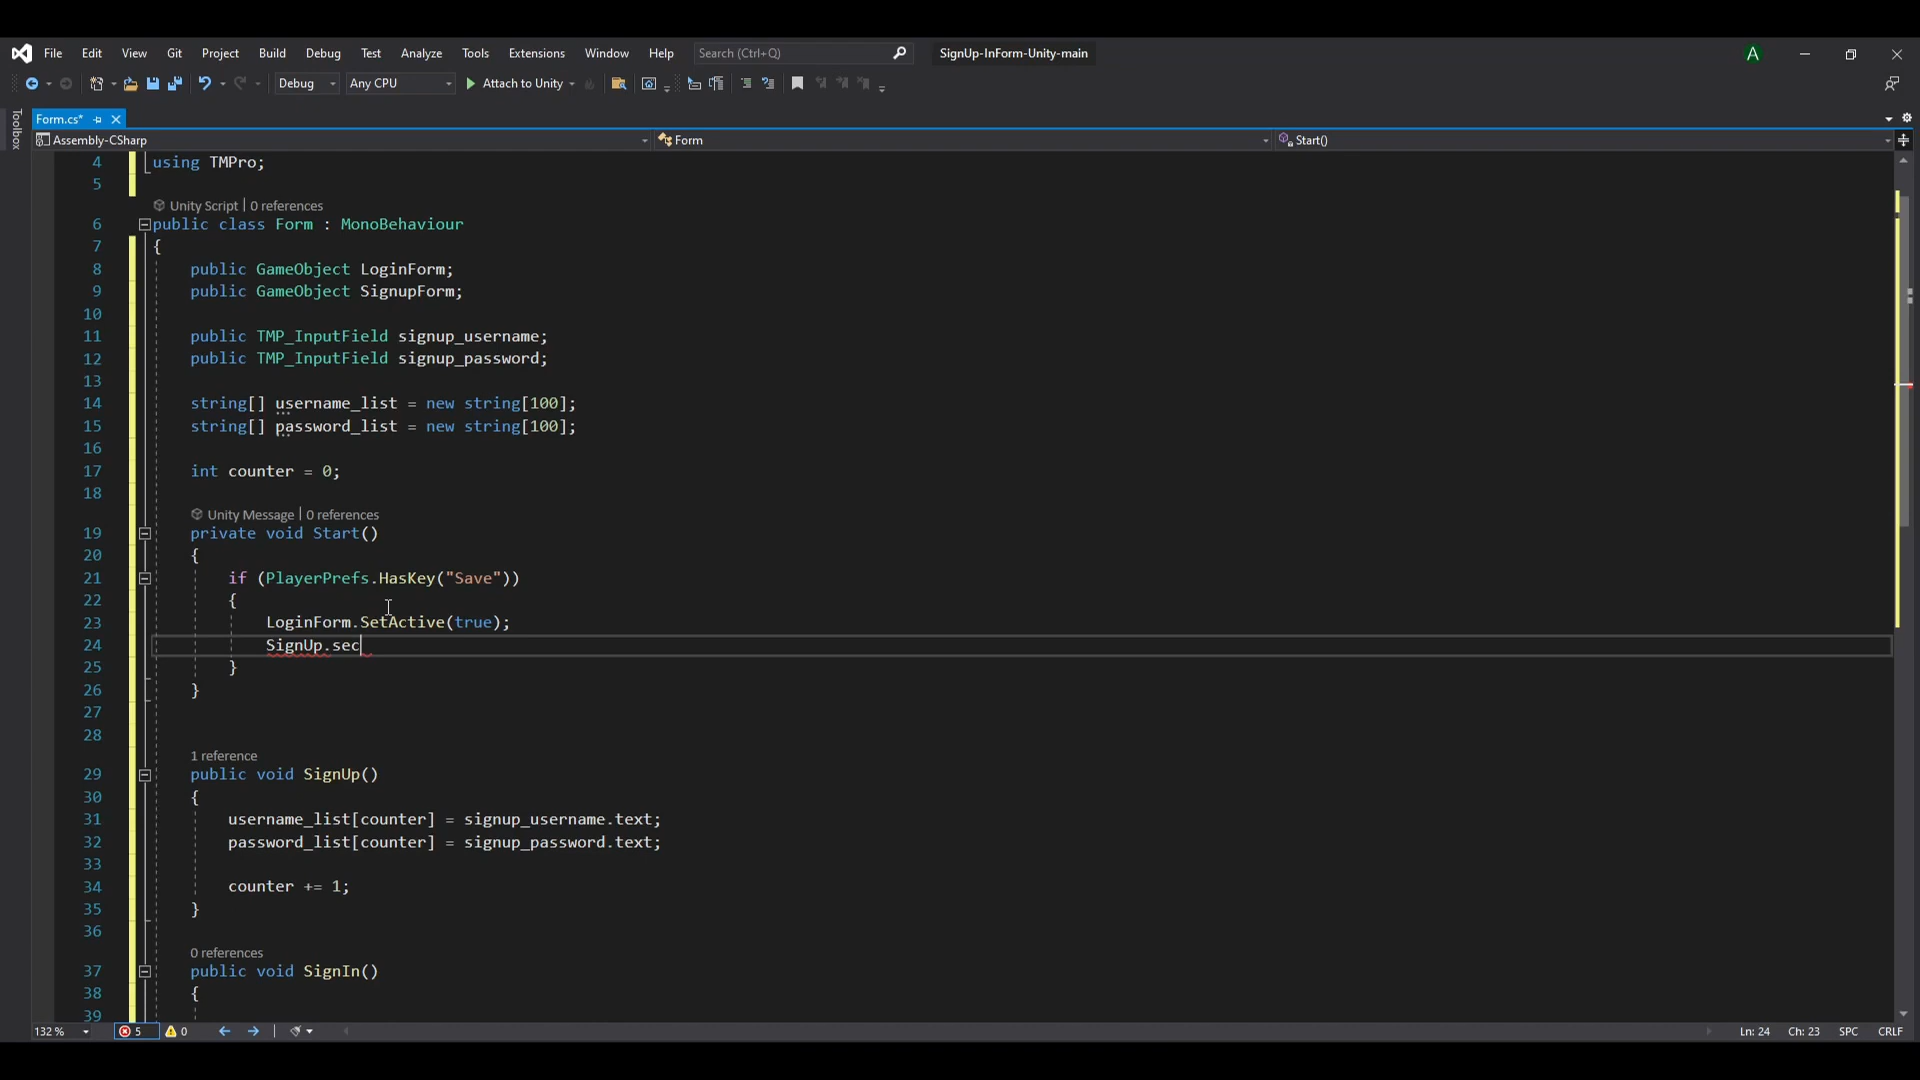 File Edit View Git Project Build Debug Test Analyze Tools Extensions Window Help Search (Ctrl+Q) SignUp-InForm-Unity-main A
Debug Any CPU Attach to Unity
Toolbox
Form.cs*
Assembly-CSharp Form Start()
4 using TMPro;
5
Unity Script | 0 references
6 public class Form : MonoBehaviour
7 {
8 public GameObject LoginForm;
9 public GameObject SignupForm;
10
11 public TMP_InputField signup_username;
12 public TMP_InputField signup_password;
13
14 string[] username_list = new string[100];
15 string[] password_list = new string[100];
16
17 int counter = 0;
18
Unity Message | 0 references
19 private void Start()
20 {
21 if (PlayerPrefs.HasKey("Save"))
22 {
23 LoginForm.SetActive(true);
24 SignUp.sec
25 }
26 }
27
28
1 reference
29 public void SignUp()
30 {
31 username_list[counter] = signup_username.text;
32 password_list[counter] = signup_password.text;
33
34 counter += 1;
35 }
36
0 references
37 public void SignIn()
38 {
39
132 % 5 0 Ln: 24 Ch: 23 SPC CRLF